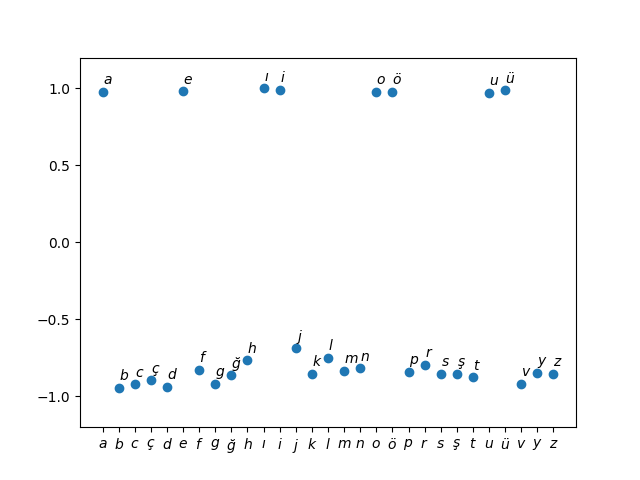 a e ı i o ö u ü
1.0
0.5
0.0
−0.5
j
h l r
f k m n p y z
b c ç d g ğ s ş t v
−1.0
a b c ç d e f g ğ h ı i j k l m n o ö p r s ş t u ü v y z